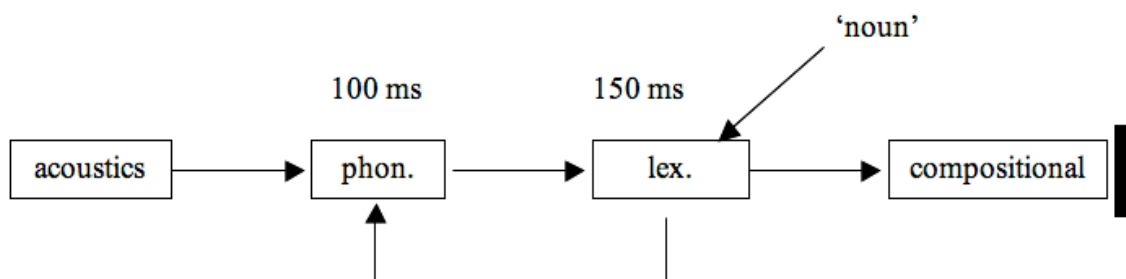 ‘noun’
100 ms 150 ms
acoustics phon. lex. compositional